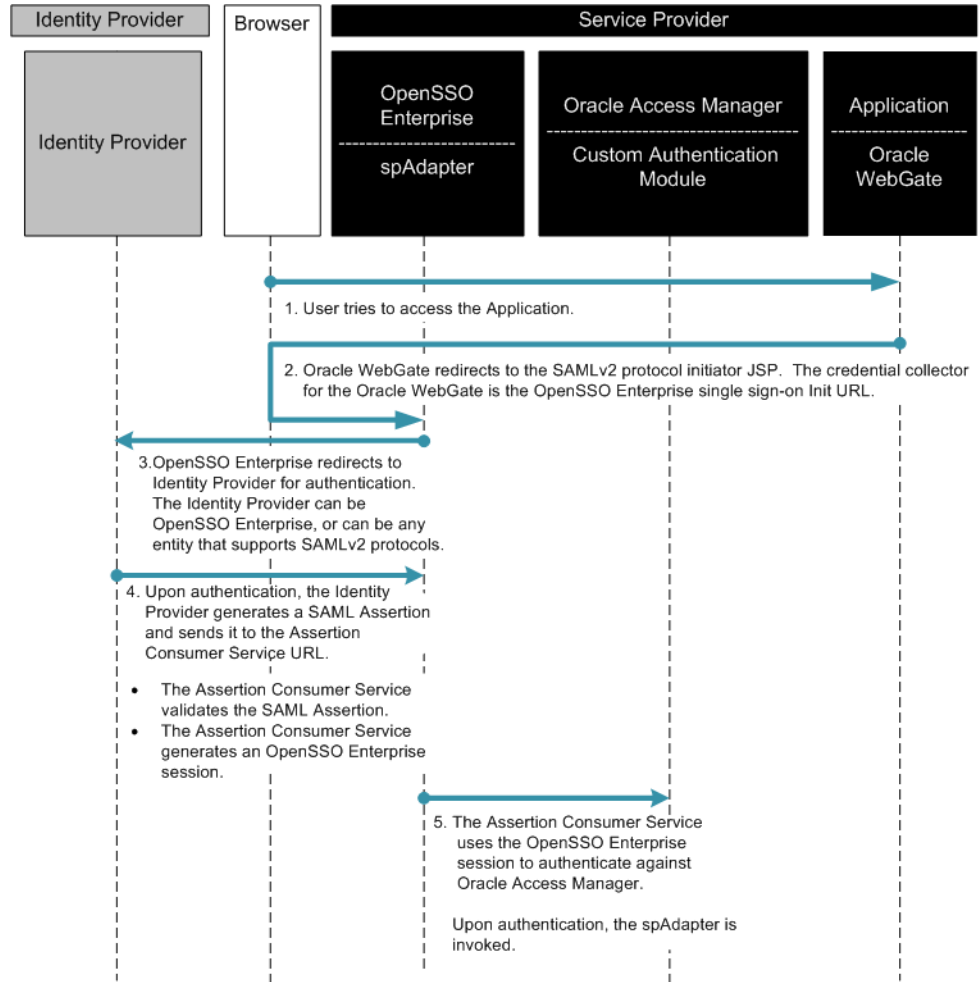 Identity Provider
Browser
Service Provider
Identity Provider
OpenSSO
Enterprise
spAdapter
Oracle Access Manager
Custom Authentication
Module
Application
Oracle
WebGate
1. User tries to access the Application.
2. Oracle WebGate redirects to the SAMLv2 protocol initiator JSP. The credential collector
for the Oracle WebGate is the OpenSSO Enterprise single sign-on Init URL.
3.OpenSSO Enterprise redirects to
Identity Provider for authentication.
The Identity Provider can be
OpenSSO Enterprise, or can be any
entity that supports SAMLv2 protocols.
4. Upon authentication, the Identity
Provider generates a SAML Assertion
and sends it to the Assertion
Consumer Service URL.
• The Assertion Consumer Service
validates the SAML Assertion.
• The Assertion Consumer Service
generates an OpenSSO Enterprise
session.
5. The Assertion Consumer Service
uses the OpenSSO Enterprise
session to authenticate against
Oracle Access Manager.
Upon authentication, the spAdapter is
invoked.